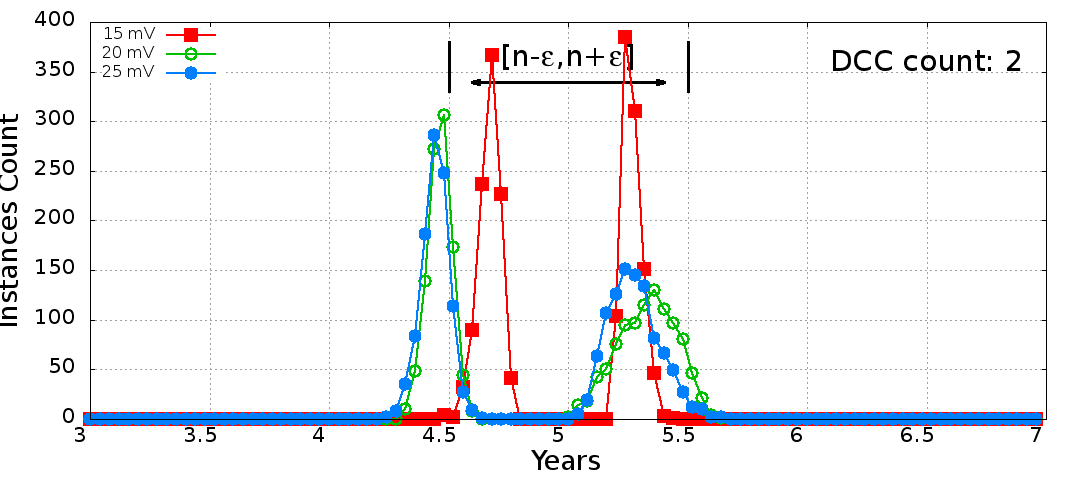 400
350
300
250
200
150
100
50
0
Instances Count
15 mV
20 mV
25 mV
[n-ε,n+ε]
DCC count: 2
3 3.5 4 4.5 5 5.5 6 6.5 7
Years